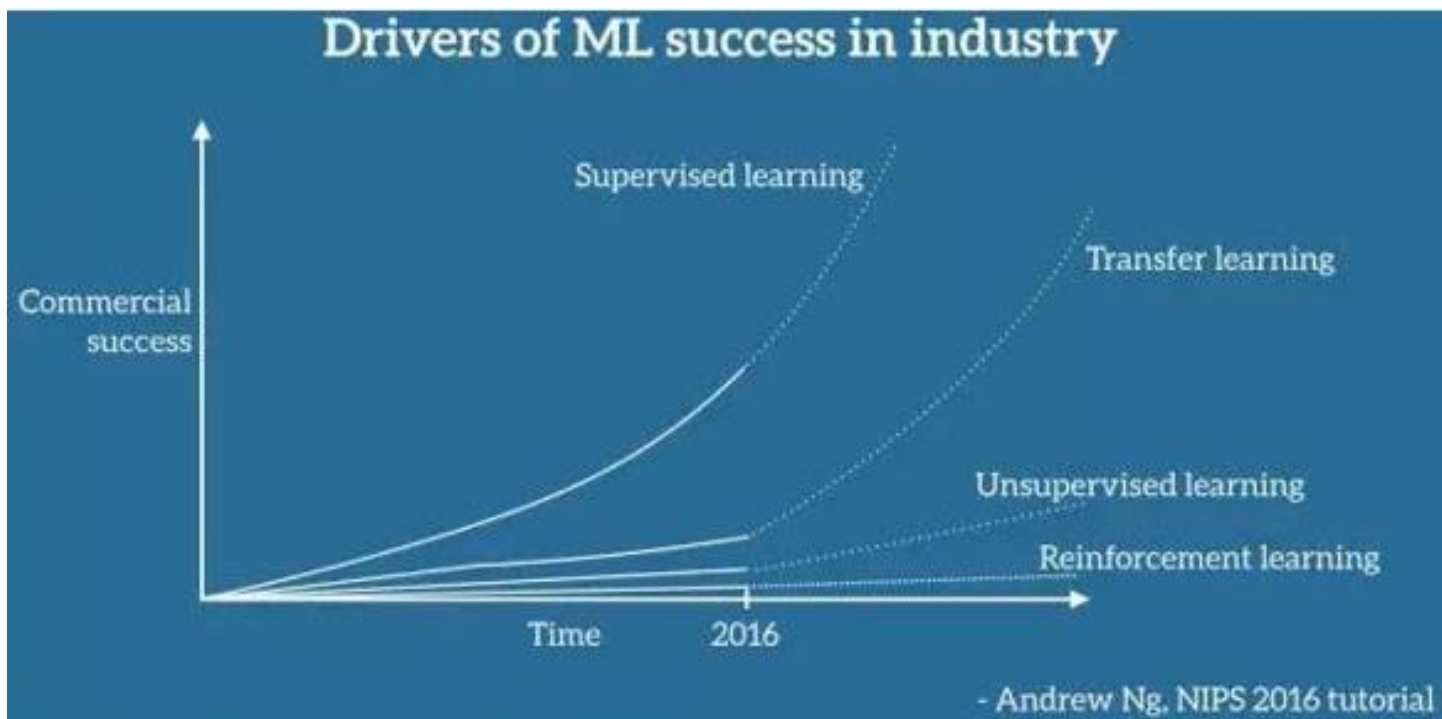 Drivers of ML success in industry
Supervised learning
Transfer learning
Commercial
success
Unsupervised learning
Reinforcement learning
Time
2016
- Andrew Ng, NIPS 2016 tutorial